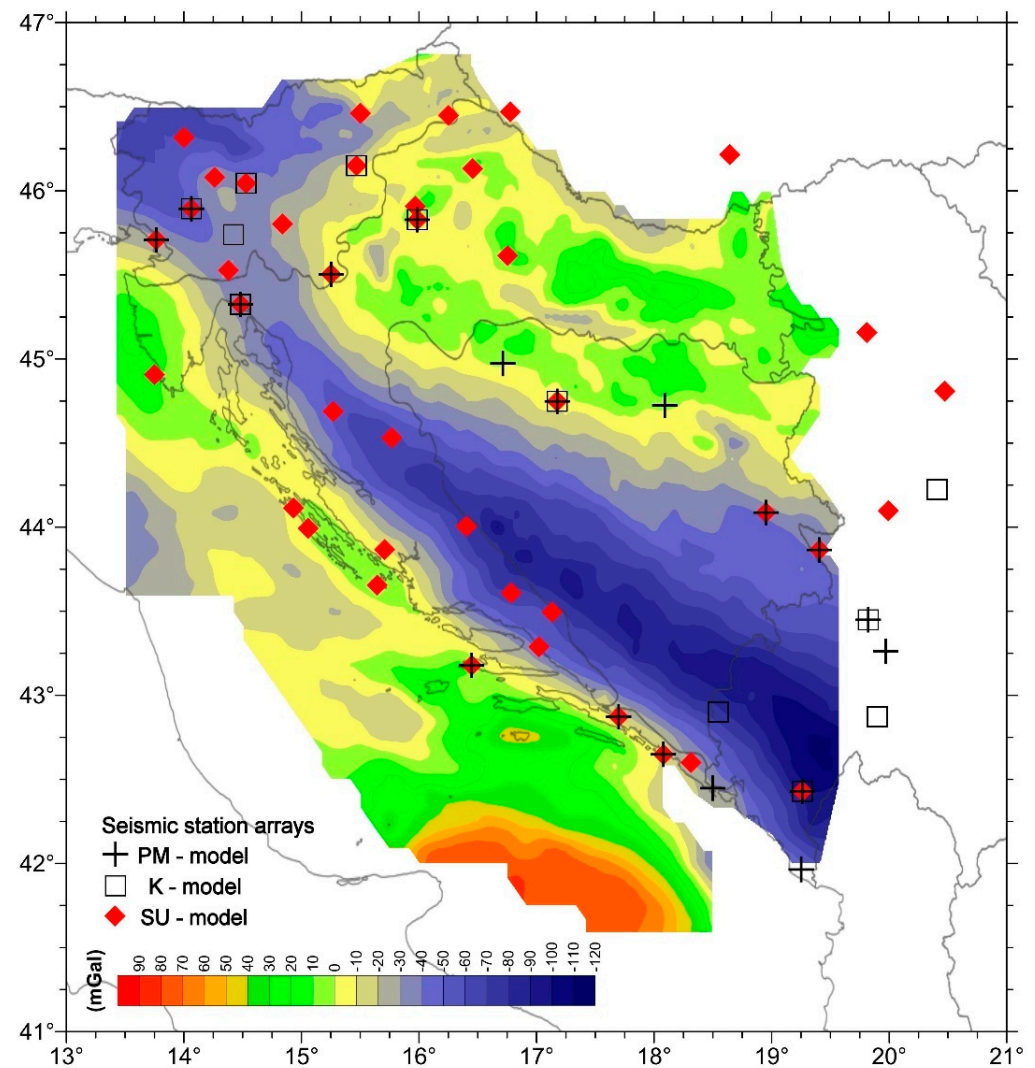 47°
46°
45°
44°
43°
42°
41°
Seismic station arrays
PM - model
K - model
SU - model
(mGal)
90 80 70 60 50 40 30 20 10 0 -10 -20 -30 -40 -50 -60 -70 -80 -90 -100 -110 -120
13° 14° 15° 16° 17° 18° 19° 20° 21°